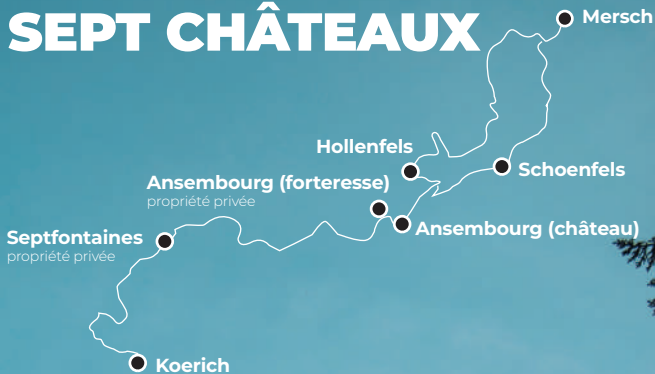 SEPT CHÂTEAUX
Mersch
Hollenfels
Schoenfels
Ansembourg (forteresse)
propriété privée
Ansembourg (château)
Septfontaines
propriété privée
Koerich